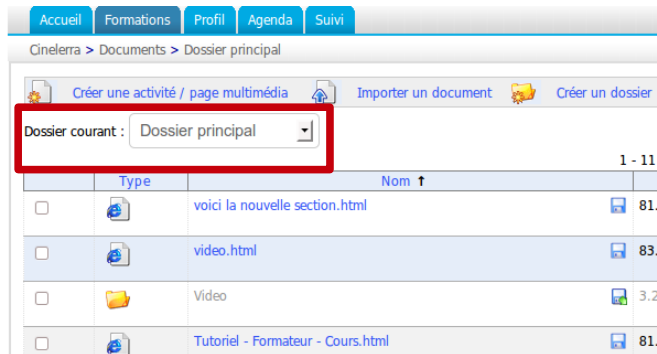 Accueil Formations Profil Agenda Suivi
Cinelerra > Documents > Dossier principal
Créer une activité / page multimédia Importer un document Créer un dossier
Dossier courant : Dossier principal
1 - 11
Type Nom ↑
voici la nouvelle section.html 81.
video.html 83.
Video 3.2
Tutoriel - Formateur - Cours.html 81.